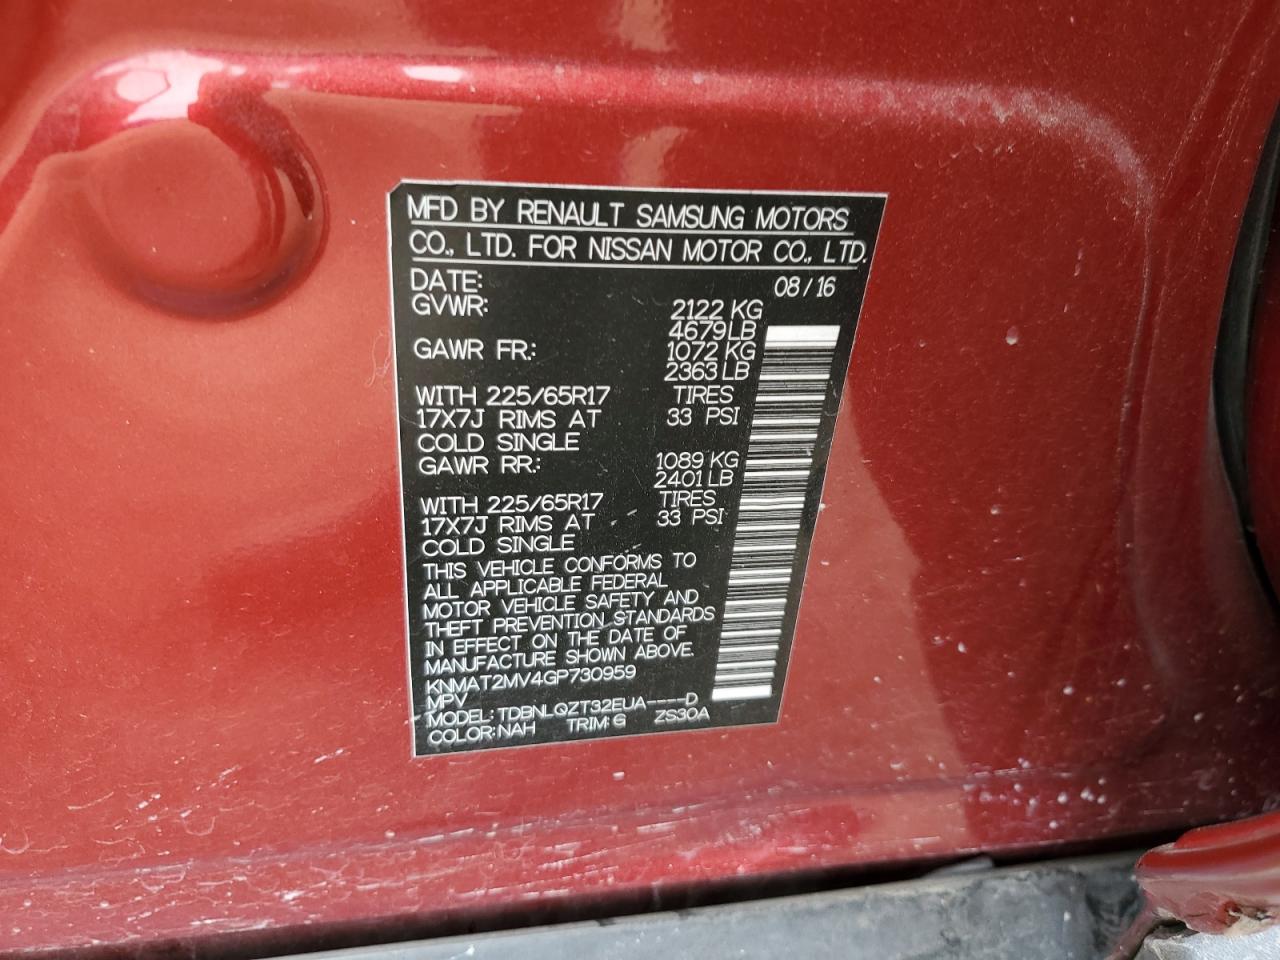 MFD BY RENAULT SAMSUNG MOTORS
CO., LTD. FOR NISSAN MOTOR CO., LTD.
DATE: 08/16
GVWR: 2122 KG
4679LB
GAWR FR.: 1072 KG
2363 LB
WITH 225/65R17 TIRES
17X7J RIMS AT 33 PSI
COLD SINGLE
GAWR RR.: 1089 KG
2401 LB
WITH 225/65R17 TIRES
17X7J RIMS AT 33 PSI
COLD SINGLE
THIS VEHICLE CONFORMS TO
ALL APPLICABLE FEDERAL
MOTOR VEHICLE SAFETY AND
THEFT PREVENTION STANDARDS
IN EFFECT ON THE DATE OF
MANUFACTURE SHOWN ABOVE.
KNMAT2MV4GP730959
MPV
MODEL: TDBNLQZT32EUA----D
COLOR: NAH TRIM: G ZS30A